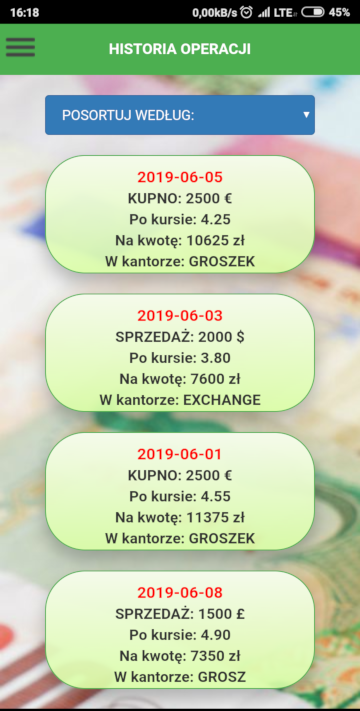 16:18 0,00kB/s LTE 45%
HISTORIA OPERACJI
POSORTUJ WEDŁUG:
2019-06-05
KUPNO: 2500 €
Po kursie: 4.25
Na kwotę: 10625 zł
W kantorze: GROSZEK
2019-06-03
SPRZEDAŻ: 2000 $
Po kursie: 3.80
Na kwotę: 7600 zł
W kantorze: EXCHANGE
2019-06-01
KUPNO: 2500 €
Po kursie: 4.55
Na kwotę: 11375 zł
W kantorze: GROSZEK
2019-06-08
SPRZEDAŻ: 1500 £
Po kursie: 4.90
Na kwotę: 7350 zł
W kantorze: GROSZ